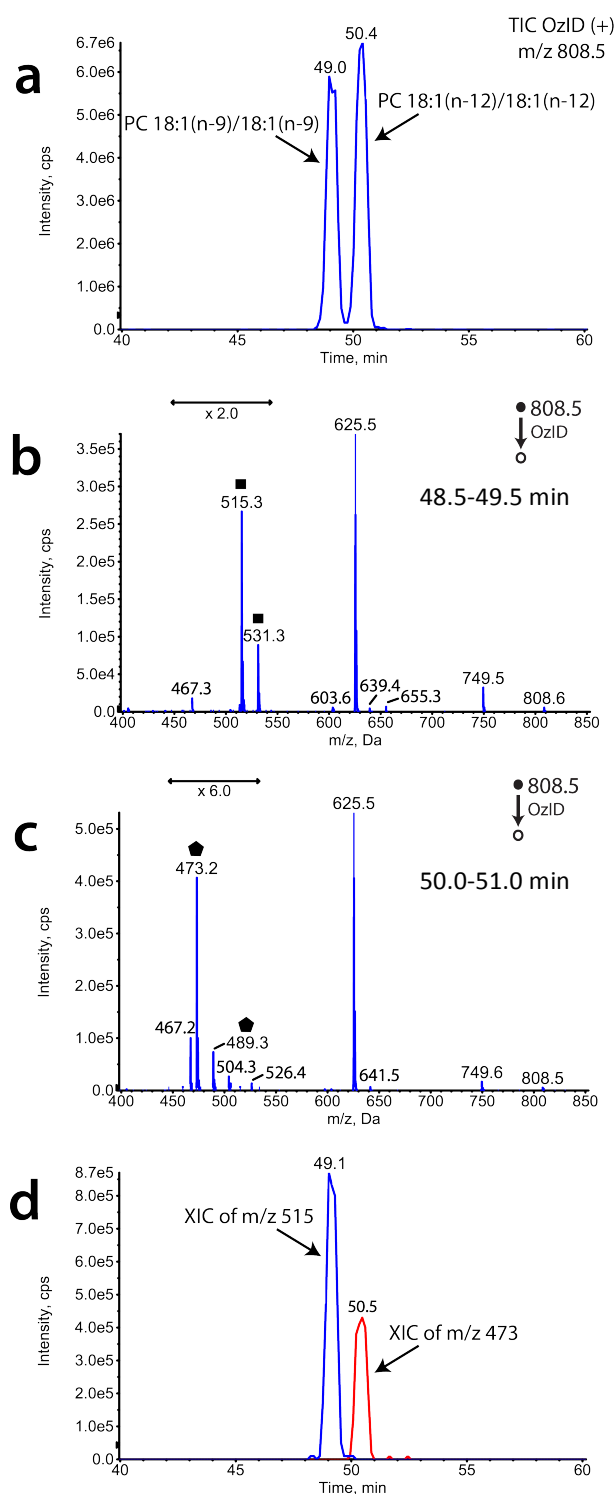 a
TIC OzID (+)
m/z 808.5
6.7e6
6.0e6
5.0e6
4.0e6
3.0e6
2.0e6
1.0e6
0.0
Intensity, cps
49.0
50.4
PC 18:1(n-9)/18:1(n-9)
PC 18:1(n-12)/18:1(n-12)
40
45
50
55
60
Time, min
b
x 2.0
808.5
OzID
48.5-49.5 min
3.5e5
3.0e5
2.5e5
2.0e5
1.5e5
1.0e5
5.0e4
0.0
Intensity, cps
467.3
515.3
531.3
603.6
625.5
639.4
655.3
749.5
808.6
400
450
500
550
600
650
700
750
800
850
m/z, Da
c
x 6.0
808.5
OzID
50.0-51.0 min
5.0e5
4.0e5
3.0e5
2.0e5
1.0e5
0.0
Intensity, cps
467.2
473.2
489.3
504.3
526.4
625.5
641.5
749.6
808.5
400
450
500
550
600
650
700
750
800
850
m/z, Da
d
8.7e5
8.0e5
7.0e5
6.0e5
5.0e5
4.0e5
3.0e5
2.0e5
1.0e5
0.0
Intensity, cps
49.1
XIC of m/z 515
50.5
XIC of m/z 473
40
45
50
55
60
Time, min